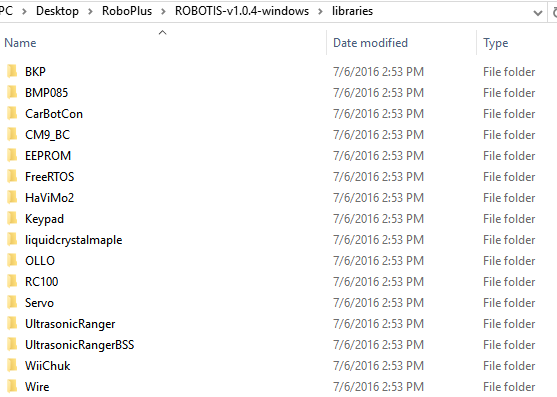 PC > Desktop > RoboPlus > ROBOTIS-v1.0.4-windows > libraries
Name Date modified Type
BKP 7/6/2016 2:53 PM File folder
BMP085 7/6/2016 2:53 PM File folder
CarBotCon 7/6/2016 2:53 PM File folder
CM9_BC 7/6/2016 2:53 PM File folder
EEPROM 7/6/2016 2:53 PM File folder
FreeRTOS 7/6/2016 2:53 PM File folder
HaViMo2 7/6/2016 2:53 PM File folder
Keypad 7/6/2016 2:53 PM File folder
liquidcrystalmaple 7/6/2016 2:53 PM File folder
OLLO 7/6/2016 2:53 PM File folder
RC100 7/6/2016 2:53 PM File folder
Servo 7/6/2016 2:53 PM File folder
UltrasonicRanger 7/6/2016 2:53 PM File folder
UltrasonicRangerBSS 7/6/2016 2:53 PM File folder
WiiChuk 7/6/2016 2:53 PM File folder
Wire 7/6/2016 2:53 PM File folder